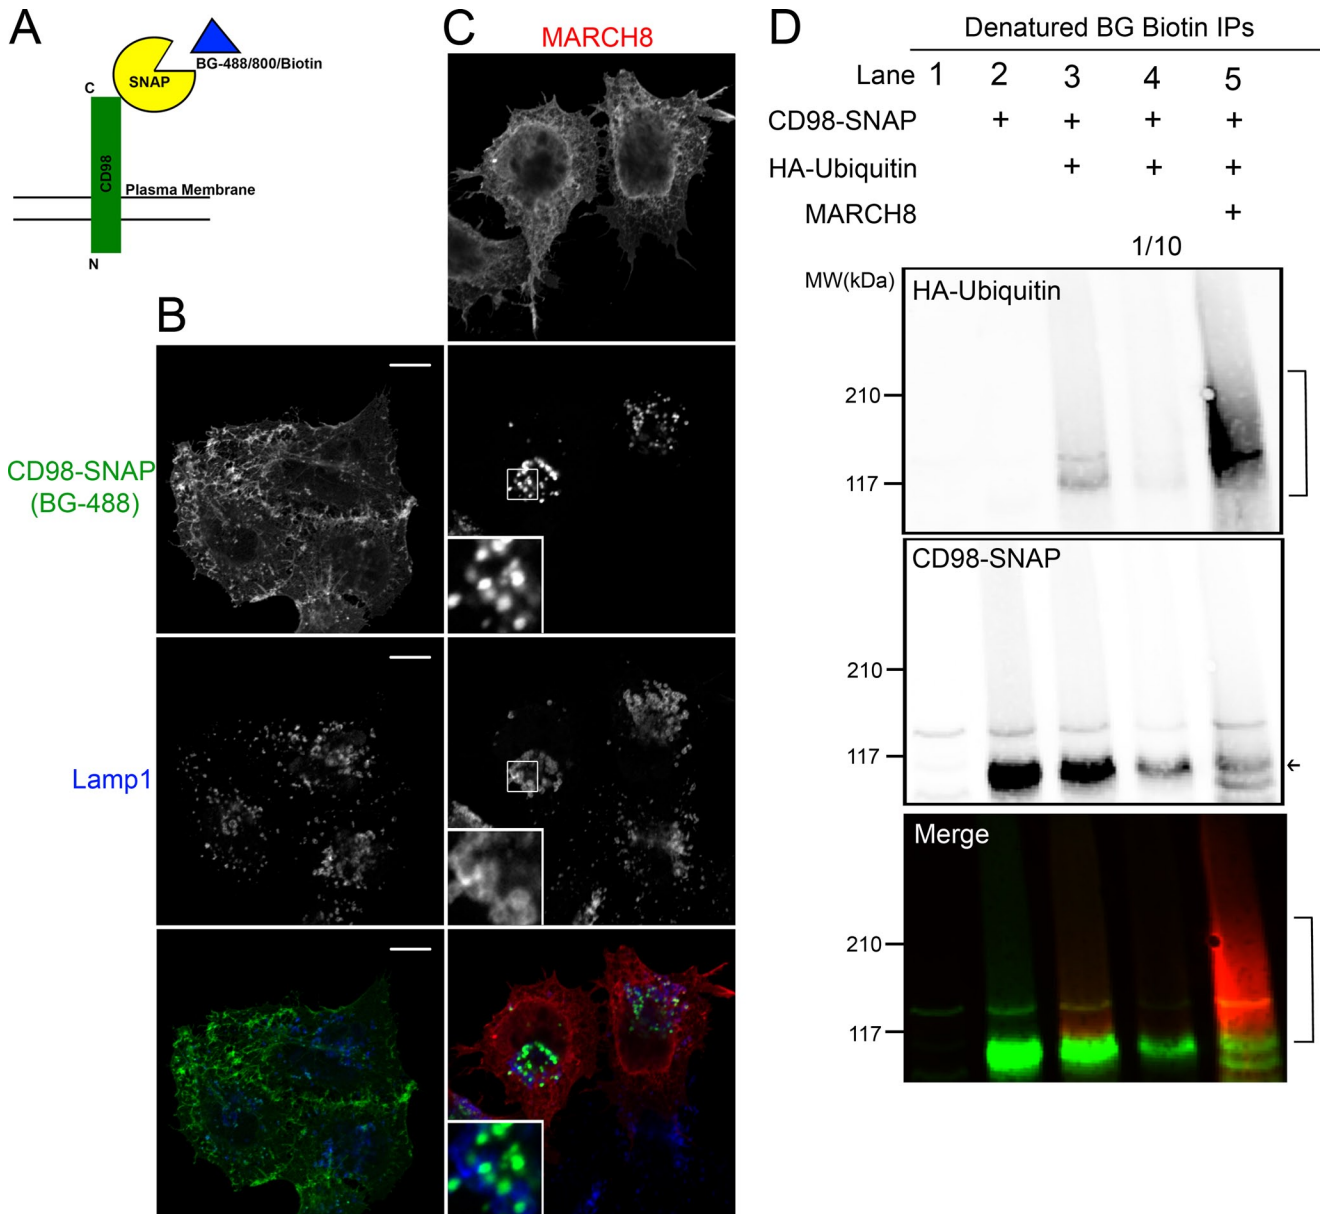 A
C
SNAP
BG-488/800/Biotin
CD98
Plasma Membrane
N
B
C
MARCH8
CD98-SNAP
(BG-488)
Lamp1
D
Denatured BG Biotin IPs
Lane 1 2 3 4 5
CD98-SNAP + + + +
HA-Ubiquitin + + +
MARCH8 +
1/10
MW(kDa)
HA-Ubiquitin
210
117
CD98-SNAP
210
117
Merge
210
117